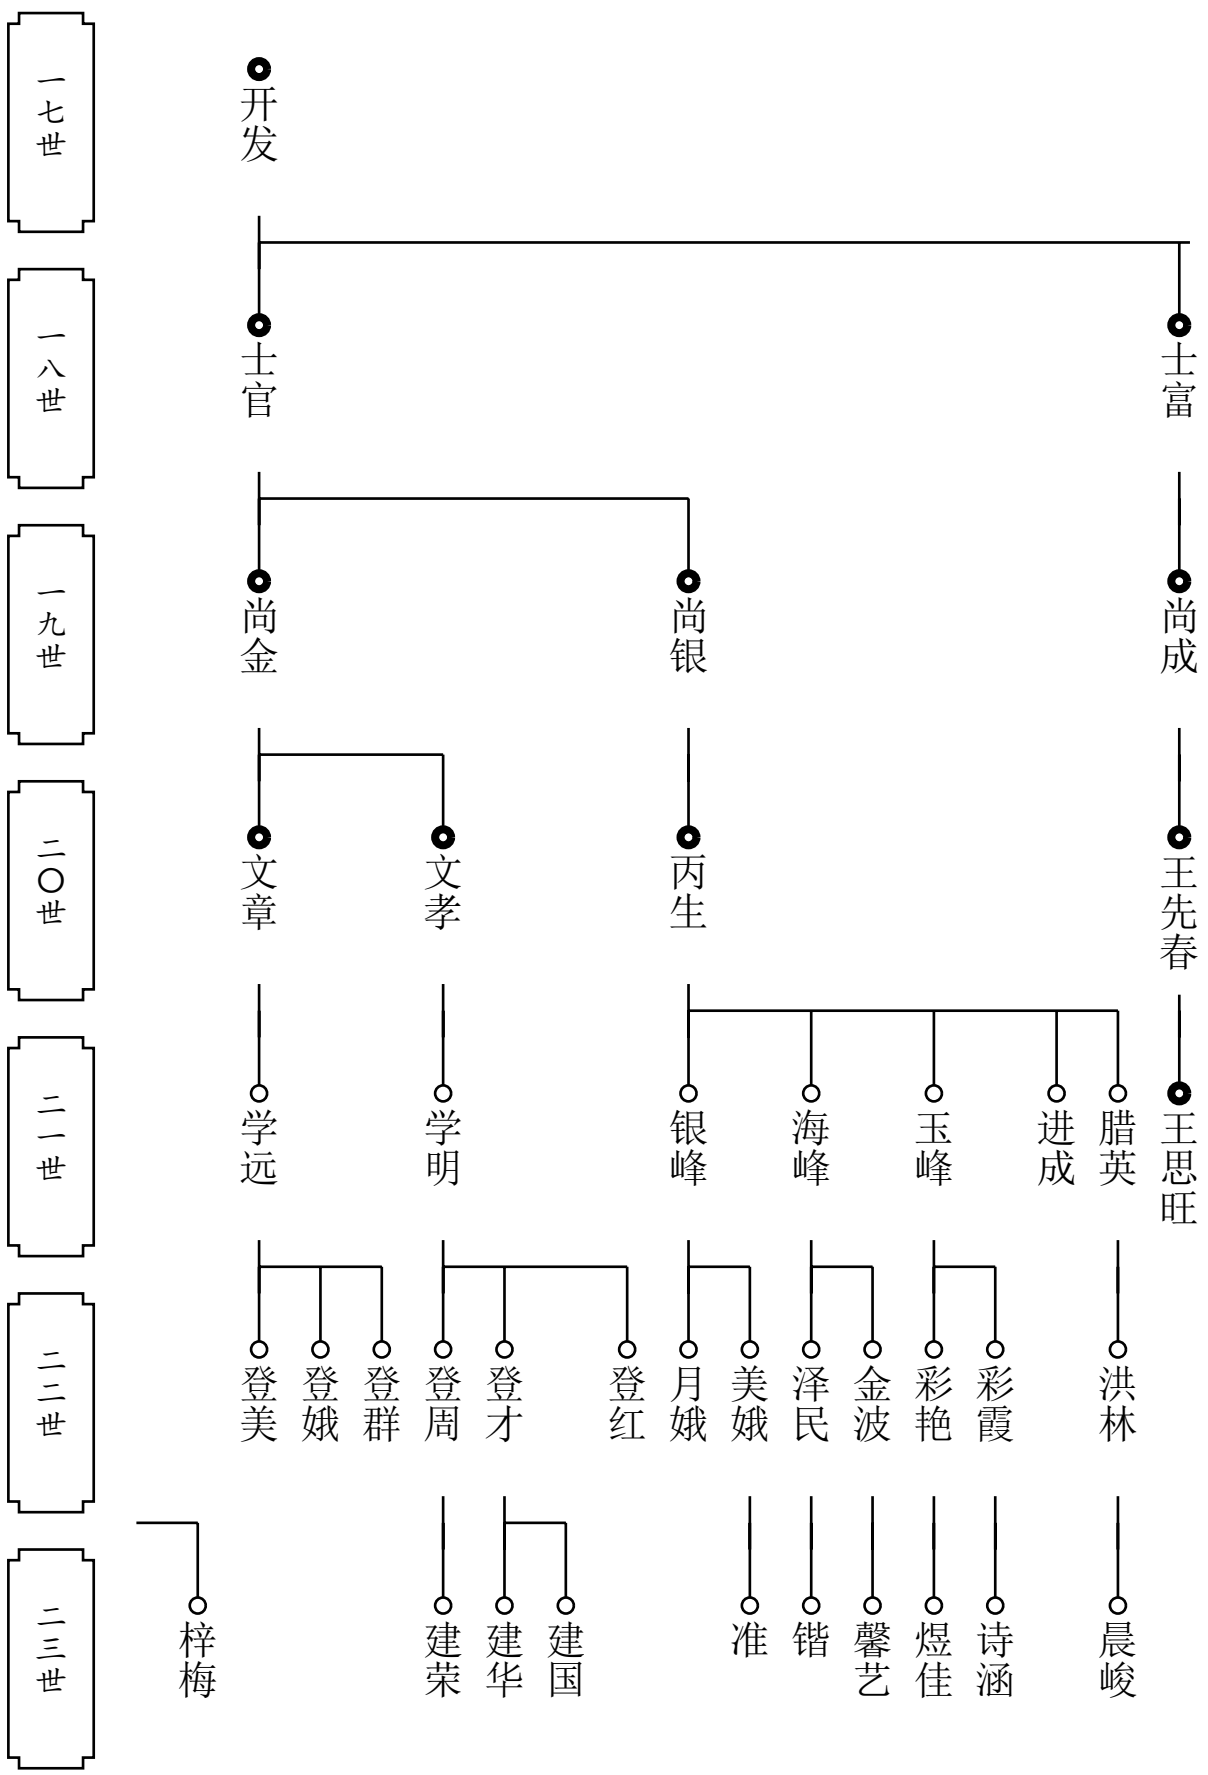 一七世
开发
一八世
士官
士富
一九世
尚金
尚银
尚成
二〇世
文章
文孝
丙生
王先春
二一世
学远
学明
银峰
海峰
玉峰
进成
腊英
王思旺
二二世
登美
登娥
登群
登周
登才
登红
月娥
美娥
泽民
金波
彩艳
彩霞
洪林
二三世
梓梅
建荣
建华
建国
准
锴
馨艺
煜佳
诗涵
晨峻